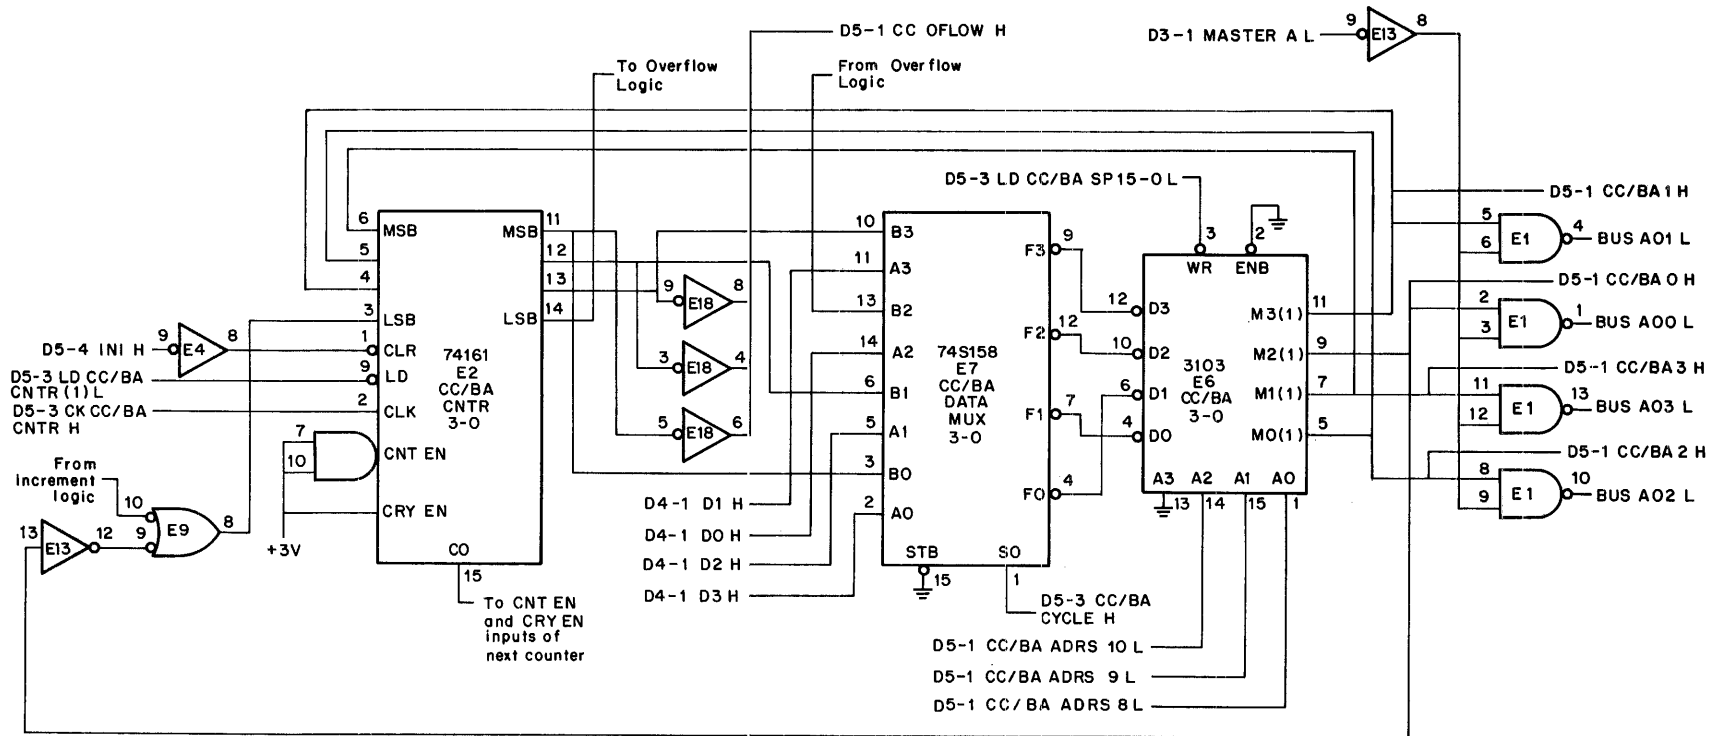 D5-1 CC OFLOW H
D3-1 MASTER A L
9
E13
8
To Overflow
Logic
From Overflow
Logic
D5-3 LD CC/BA SP15-0 L
D5-1 CC/BA 1 H
6
MSB
5
4
3
LSB
1
CLR
9
LD
2
CLK
7
10
CNT EN
CRY EN
CO
15
74161
E2
CC/BA
CNTR
3-0
MSB
11
12
13
LSB
14
9
E4
8
D5-4 INI H
D5-3 LD CC/BA
CNTR (1) L
D5-3 CK CC/BA
CNTR H
From
increment
logic
10
9
E9
8
13
E13
12
+3V
To CNT EN
and CRY EN
inputs of
next counter
9
E18
8
3
E18
4
5
E18
6
D4-1 D1 H
D4-1 D0 H
D4-1 D2 H
D4-1 D3 H
10
B3
11
A3
13
B2
14
A2
6
B1
5
A1
3
B0
2
A0
74S158
E7
CC/BA
DATA
MUX
3-0
F3
9
F2
12
F1
7
F0
4
STB
15
SO
1
D5-3 CC/BA
CYCLE H
D5-1 CC/BA ADRS 10 L
D5-1 CC/BA ADRS 9 L
D5-1 CC/BA ADRS 8 L
3
WR
2
ENB
12
D3
10
D2
6
D1
4
D0
3103
E6
CC/BA
3-0
M3(1)
11
M2(1)
9
M1(1)
7
M0(1)
5
A3
A2
A1
A0
13
14
15
1
5
6
E1
4
BUS A01 L
D5-1 CC/BA 0 H
2
3
E1
1
BUS A00 L
D5-1 CC/BA 3 H
11
12
E1
13
BUS A03 L
D5-1 CC/BA 2 H
8
9
E1
10
BUS A02 L